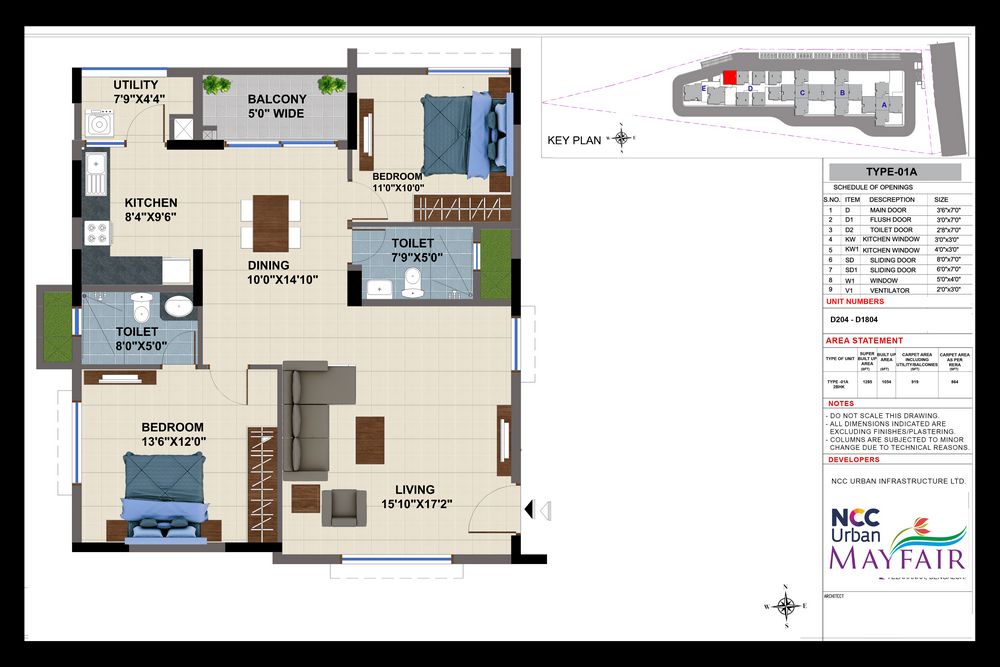 UTILITY
7'9"X4'4"
BALCONY
5'0" WIDE
BEDROOM
11'0"X10'0"
KITCHEN
8'4"X9'6"
TOILET
7'9"X5'0"
DINING
10'0"X14'10"
TOILET
8'0"X5'0"
BEDROOM
13'6"X12'0"
LIVING
15'10"X17'2"
KEY PLAN
E
D
C
B
A
TYPE-01A
SCHEDULE OF OPENINGS
S.NO. ITEM DESCREPTION SIZE
1 D MAIN DOOR 3'6"x7'0"
2 D1 FLUSH DOOR 3'0"x7'0"
3 D2 TOILET DOOR 2'8"x7'0"
4 KW KITCHEN WINDOW 3'0"x3'0"
5 KW1 KITCHEN WINDOW 4'0"x3'0"
6 SD SLIDING DOOR 8'0"x7'0"
7 SD1 SLIDING DOOR 6'0"x7'0"
8 W1 WINDOW 5'0"x4'0"
9 V1 VENTILATOR 2'0"x3'0"
UNIT NUMBERS
D204 - D1804
AREA STATEMENT
TYPE OF UNIT SUPER BUILT UP AREA (SFT) BUILT UP AREA (SFT) CARPET AREA INCLUDING UTILITY/BALCONIES (SFT) CARPET AREA AS PER RERA (SFT)
TYPE -01A 2BHK 1285 1054 919 864
NOTES
- DO NOT SCALE THIS DRAWING.
- ALL DIMENSIONS INDICATED ARE
EXCLUDING FINISHES/PLASTERING.
- COLUMNS ARE SUBJECTED TO MINOR
CHANGE DUE TO TECHNICAL REASONS.
DEVELOPERS
NCC URBAN INFRASTRUCTURE LTD.
NCC
Urban
MAYFAIR
ARCHITECT
N
W E
S